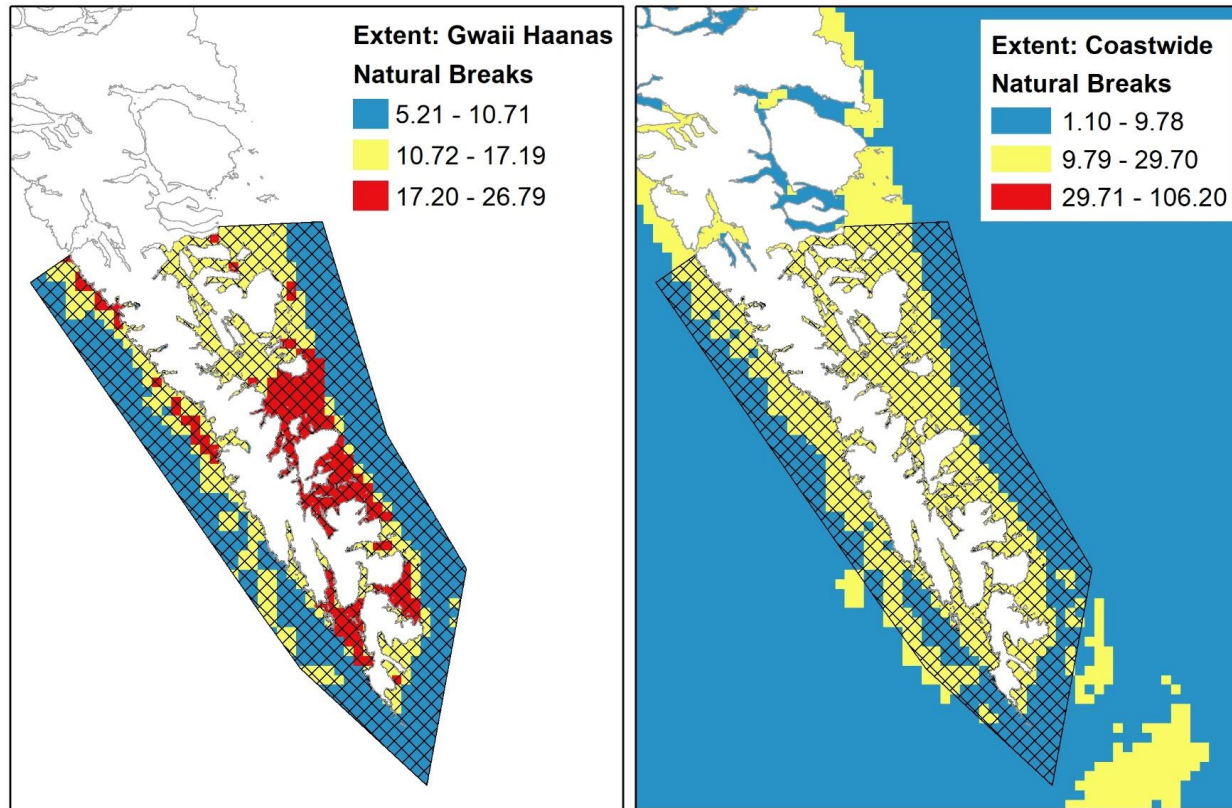 Extent: Gwaii Haanas
Natural Breaks
5.21 - 10.71
10.72 - 17.19
17.20 - 26.79
Extent: Coastwide
Natural Breaks
1.10 - 9.78
9.79 - 29.70
29.71 - 106.20